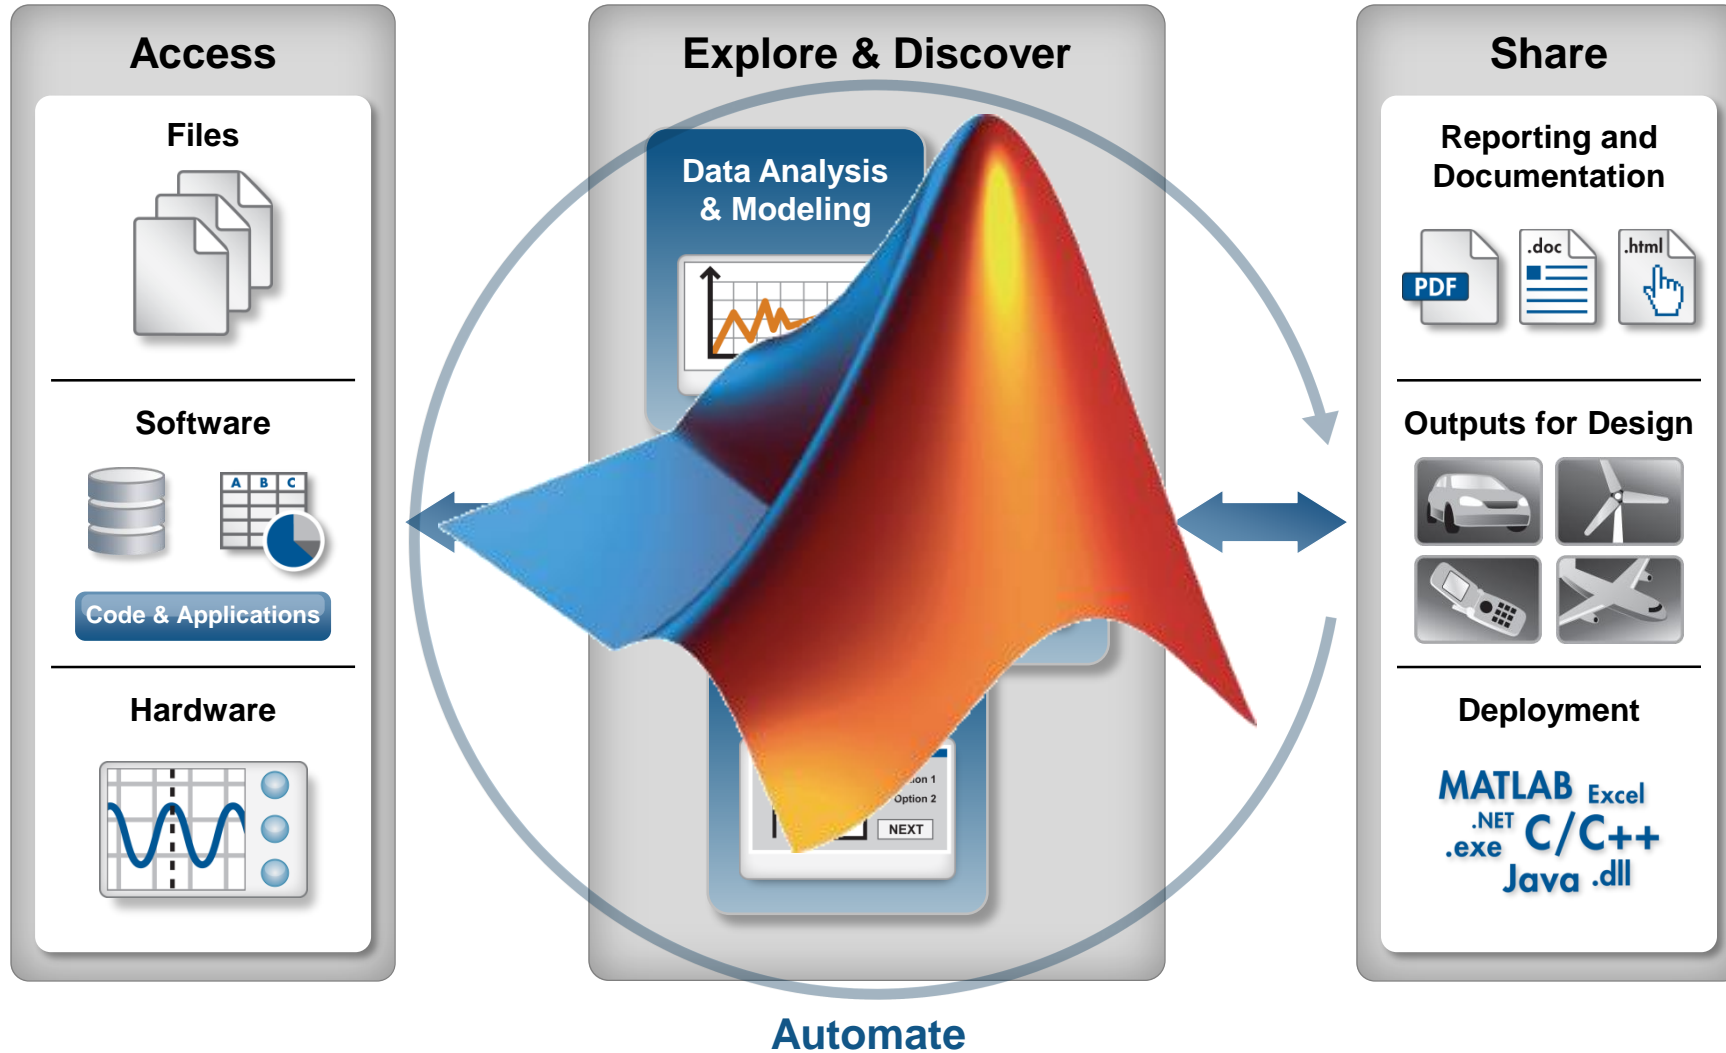 Access
Files
Software
A B C
Code & Applications
Hardware
Explore & Discover
Data Analysis
& Modeling
Option 2
NEXT
Automate
Share
Reporting and
Documentation
PDF
.doc
.html
Outputs for Design
Deployment
MATLAB Excel
.NET C/C++
.exe
Java .dll